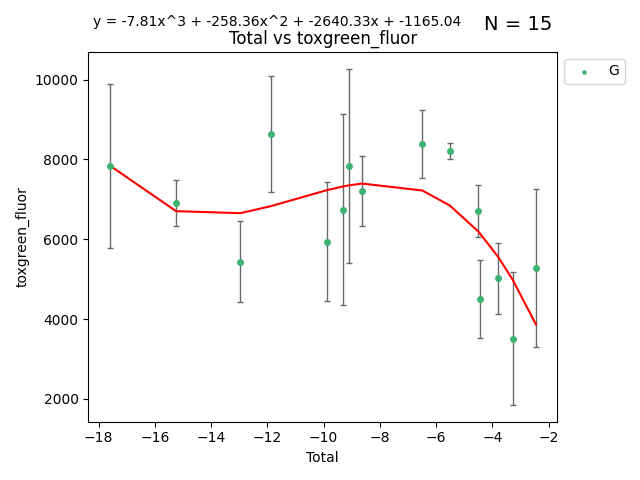 y = -7.81x^3 + -258.36x^2 + -2640.33x + -1165.04
N = 15
Total vs toxgreen_fluor
G
10000
8000
6000
4000
2000
toxgreen_fluor
−18
−16
−14
−12
−10
−8
−6
−4
−2
Total